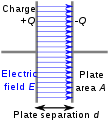 Charge
+Q
-Q
Electric
field E
Plate
area A
Plate separation d